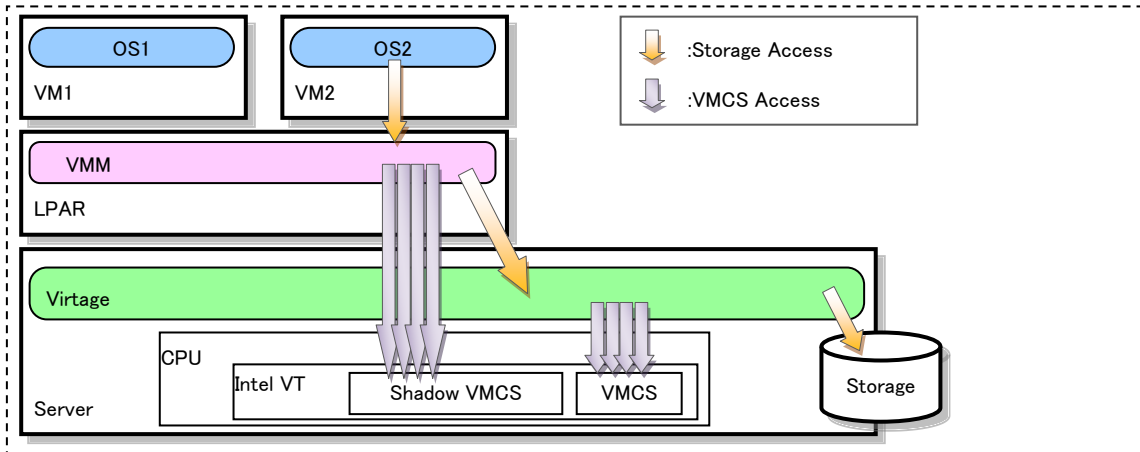 OS1
OS2
VM1
VM2
:Storage Access
:VMCS Access
VMM
LPAR
Virtage
CPU
Intel VT
Shadow VMCS
VMCS
Storage
Server